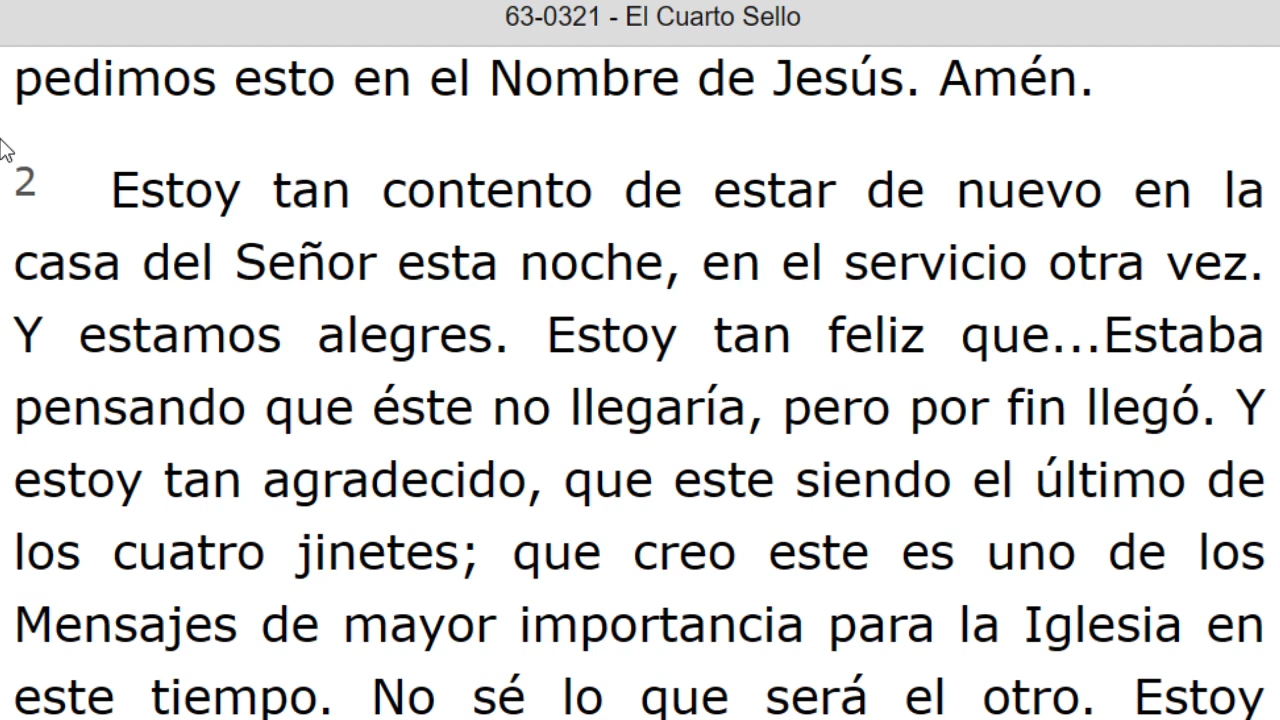 63-0321 - El Cuarto Sello
pedimos esto en el Nombre de Jesús. Amén.
2 Estoy tan contento de estar de nuevo en la
casa del Señor esta noche, en el servicio otra vez.
Y estamos alegres. Estoy tan feliz que...Estaba
pensando que éste no llegaría, pero por fin llegó. Y
estoy tan agradecido, que este siendo el último de
los cuatro jinetes; que creo este es uno de los
Mensajes de mayor importancia para la Iglesia en
este tiempo. No sé lo que será el otro. Estoy